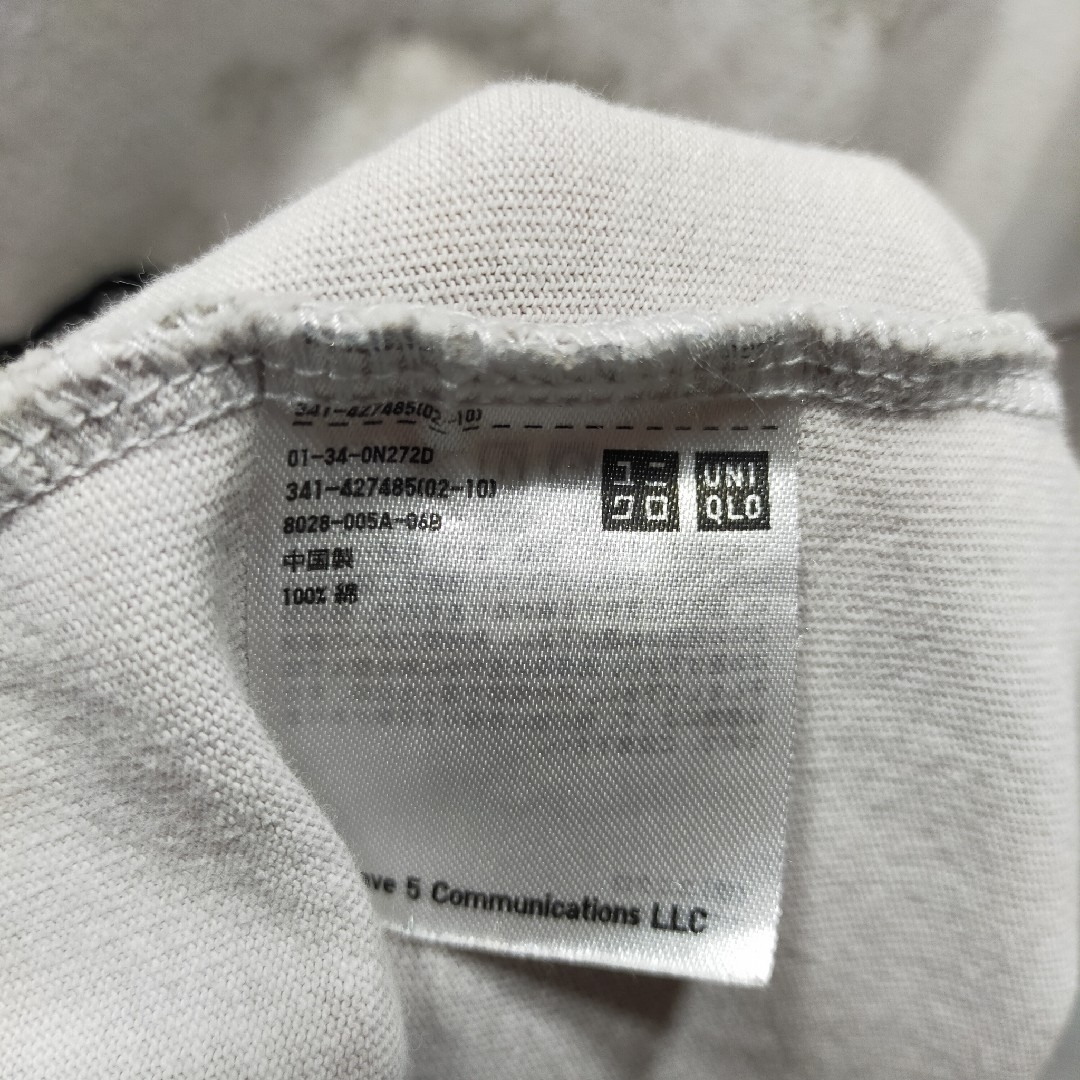 341-427485(02-10)
01-34-0N272D
341-427485(02-10)
8028-005A-06B
中国製
100% 綿
ユニ
クロ
UNI
QLO
5 Communications LLC